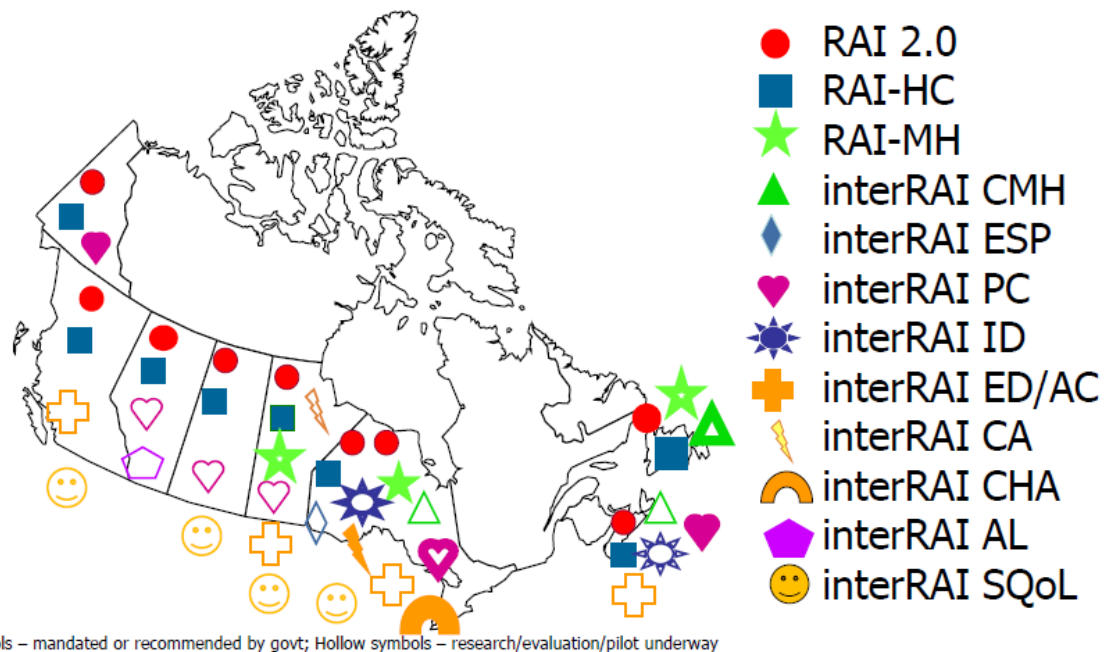 RAI 2.0
RAI-HC
RAI-MH
interRAI CMH
interRAI ESP
interRAI PC
interRAI ID
interRAI ED/AC
interRAI CA
interRAI CHA
interRAI AL
interRAI SQoL
– mandated or recommended by govt; Hollow symbols – research/evaluation/pilot underway